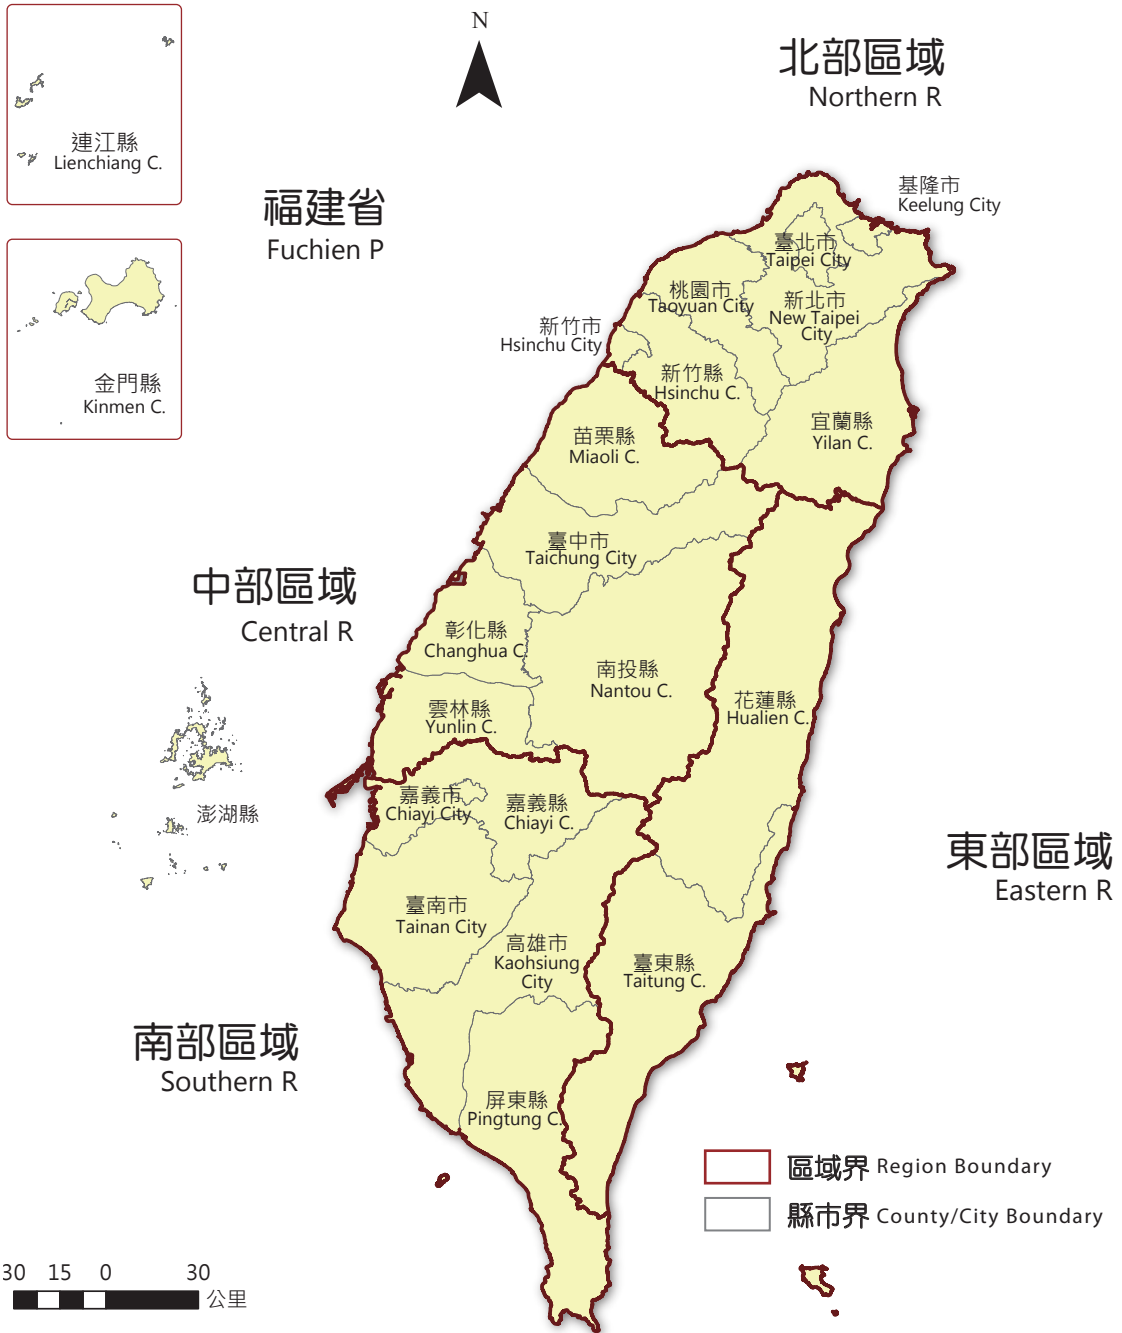 N
北部區域
Northern R
連江縣
Lienchiang C.
福建省
Fuchien P
基隆市
Keelung City
臺北市
Taipei City
桃園市
Taoyuan City
新北市
New Taipei
City
新竹市
Hsinchu City
新竹縣
Hsinchu C.
金門縣
Kinmen C.
宜蘭縣
Yilan C.
苗栗縣
Miaoli C.
臺中市
Taichung City
中部區域
Central R
彰化縣
Changhua C.
南投縣
Nantou C.
花蓮縣
Hualien C.
雲林縣
Yunlin C.
嘉義市
Chiayi City
嘉義縣
Chiayi C.
澎湖縣
東部區域
Eastern R
臺南市
Tainan City
高雄市
Kaohsiung
City
臺東縣
Taitung C.
南部區域
Southern R
屏東縣
Pingtung C.
區域界 Region Boundary
縣市界 County/City Boundary
30 15 0 30
公里